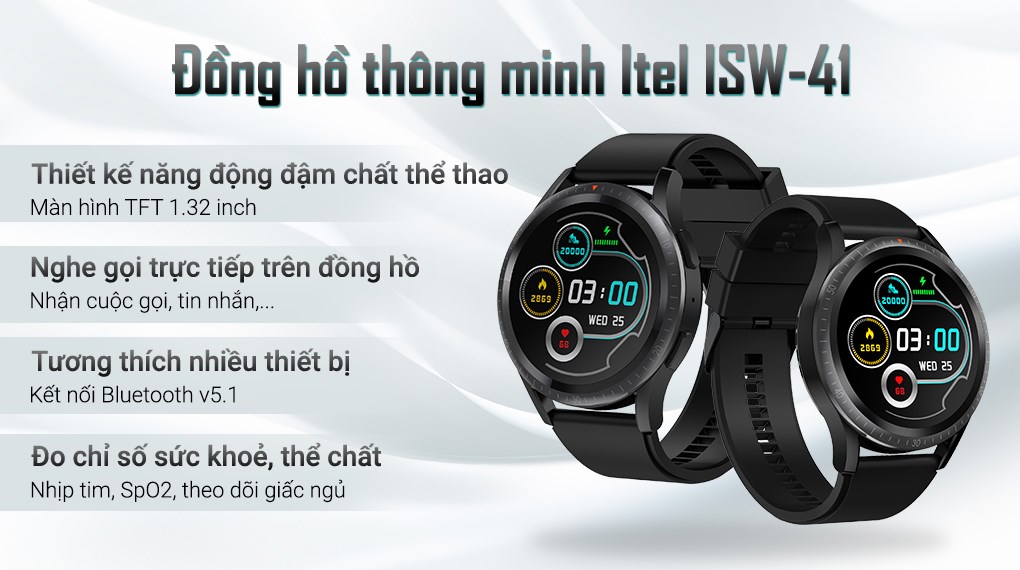 Đồng hồ thông minh Itel ISW-41
Thiết kế năng động đậm chất thể thao
Màn hình TFT 1.32 inch
Nghe gọi trực tiếp trên đồng hồ
Nhận cuộc gọi, tin nhắn,...
Tương thích nhiều thiết bị
Kết nối Bluetooth v5.1
Đo chỉ số sức khoẻ, thể chất
Nhịp tim, SpO2, theo dõi giấc ngủ
20000
2869
03:00
WED 25
68
50
20000
2869
03:00
WED 25
68
30